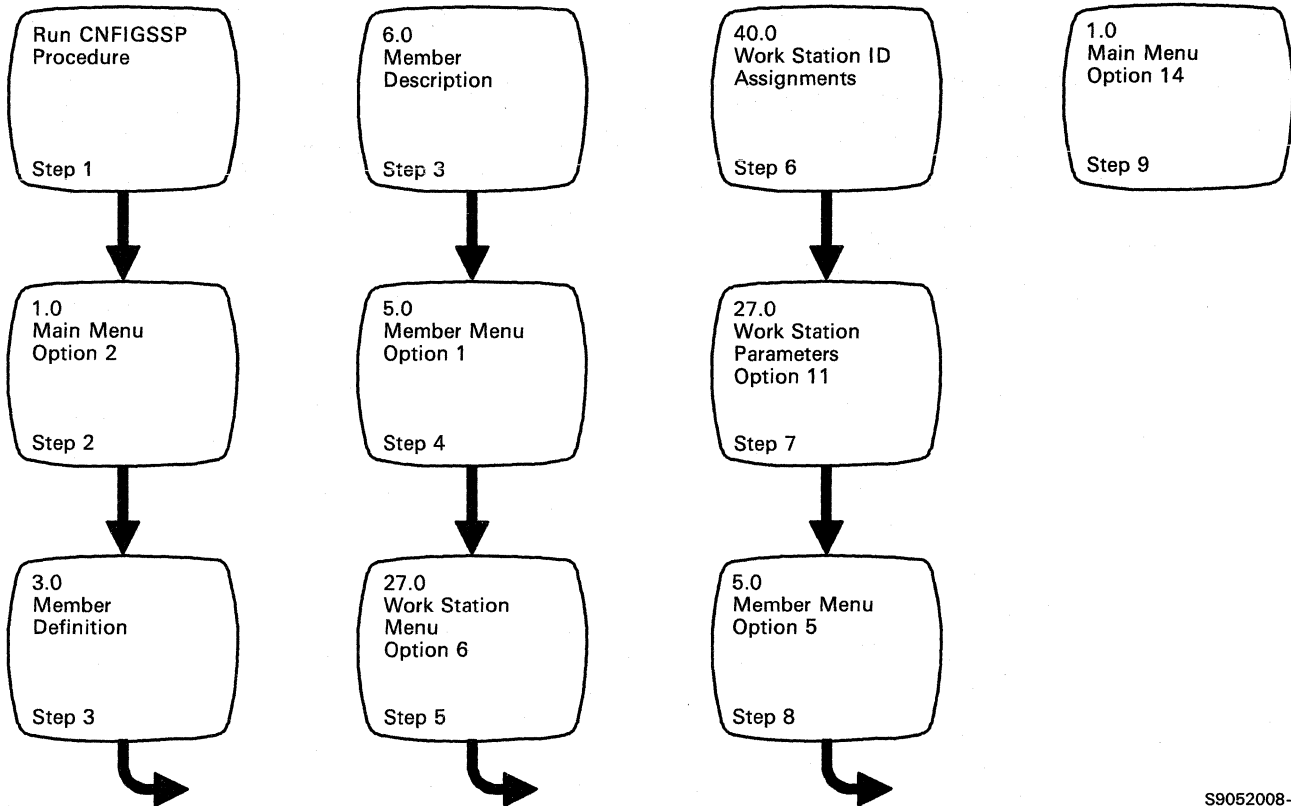 Run CNFIGSSP
Procedure
Step 1
1.0
Main Menu
Option 2
Step 2
3.0
Member
Definition
Step 3
6.0
Member
Description
Step 3
5.0
Member Menu
Option 1
Step 4
27.0
Work Station
Menu
Option 6
Step 5
40.0
Work Station ID
Assignments
Step 6
27.0
Work Station
Parameters
Option 11
Step 7
5.0
Member Menu
Option 5
Step 8
1.0
Main Menu
Option 14
Step 9
S9052008-